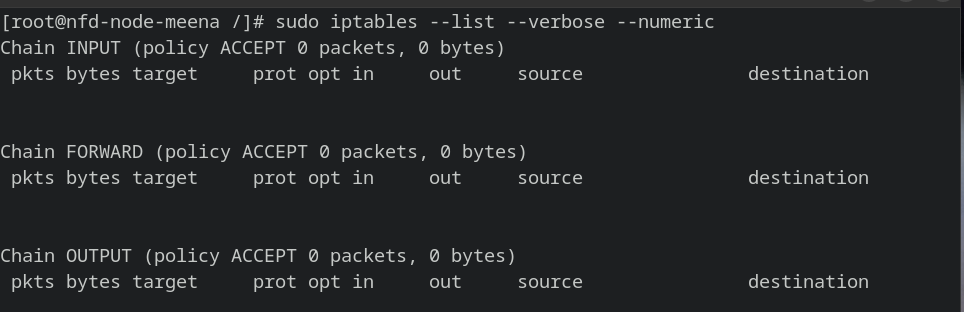 [root@nfd-node-meena /]# sudo iptables --list --verbose --numeric
Chain INPUT (policy ACCEPT 0 packets, 0 bytes)
 pkts bytes target     prot opt in     out     source               destination
Chain FORWARD (policy ACCEPT 0 packets, 0 bytes)
 pkts bytes target     prot opt in     out     source               destination
Chain OUTPUT (policy ACCEPT 0 packets, 0 bytes)
 pkts bytes target     prot opt in     out     source               destination